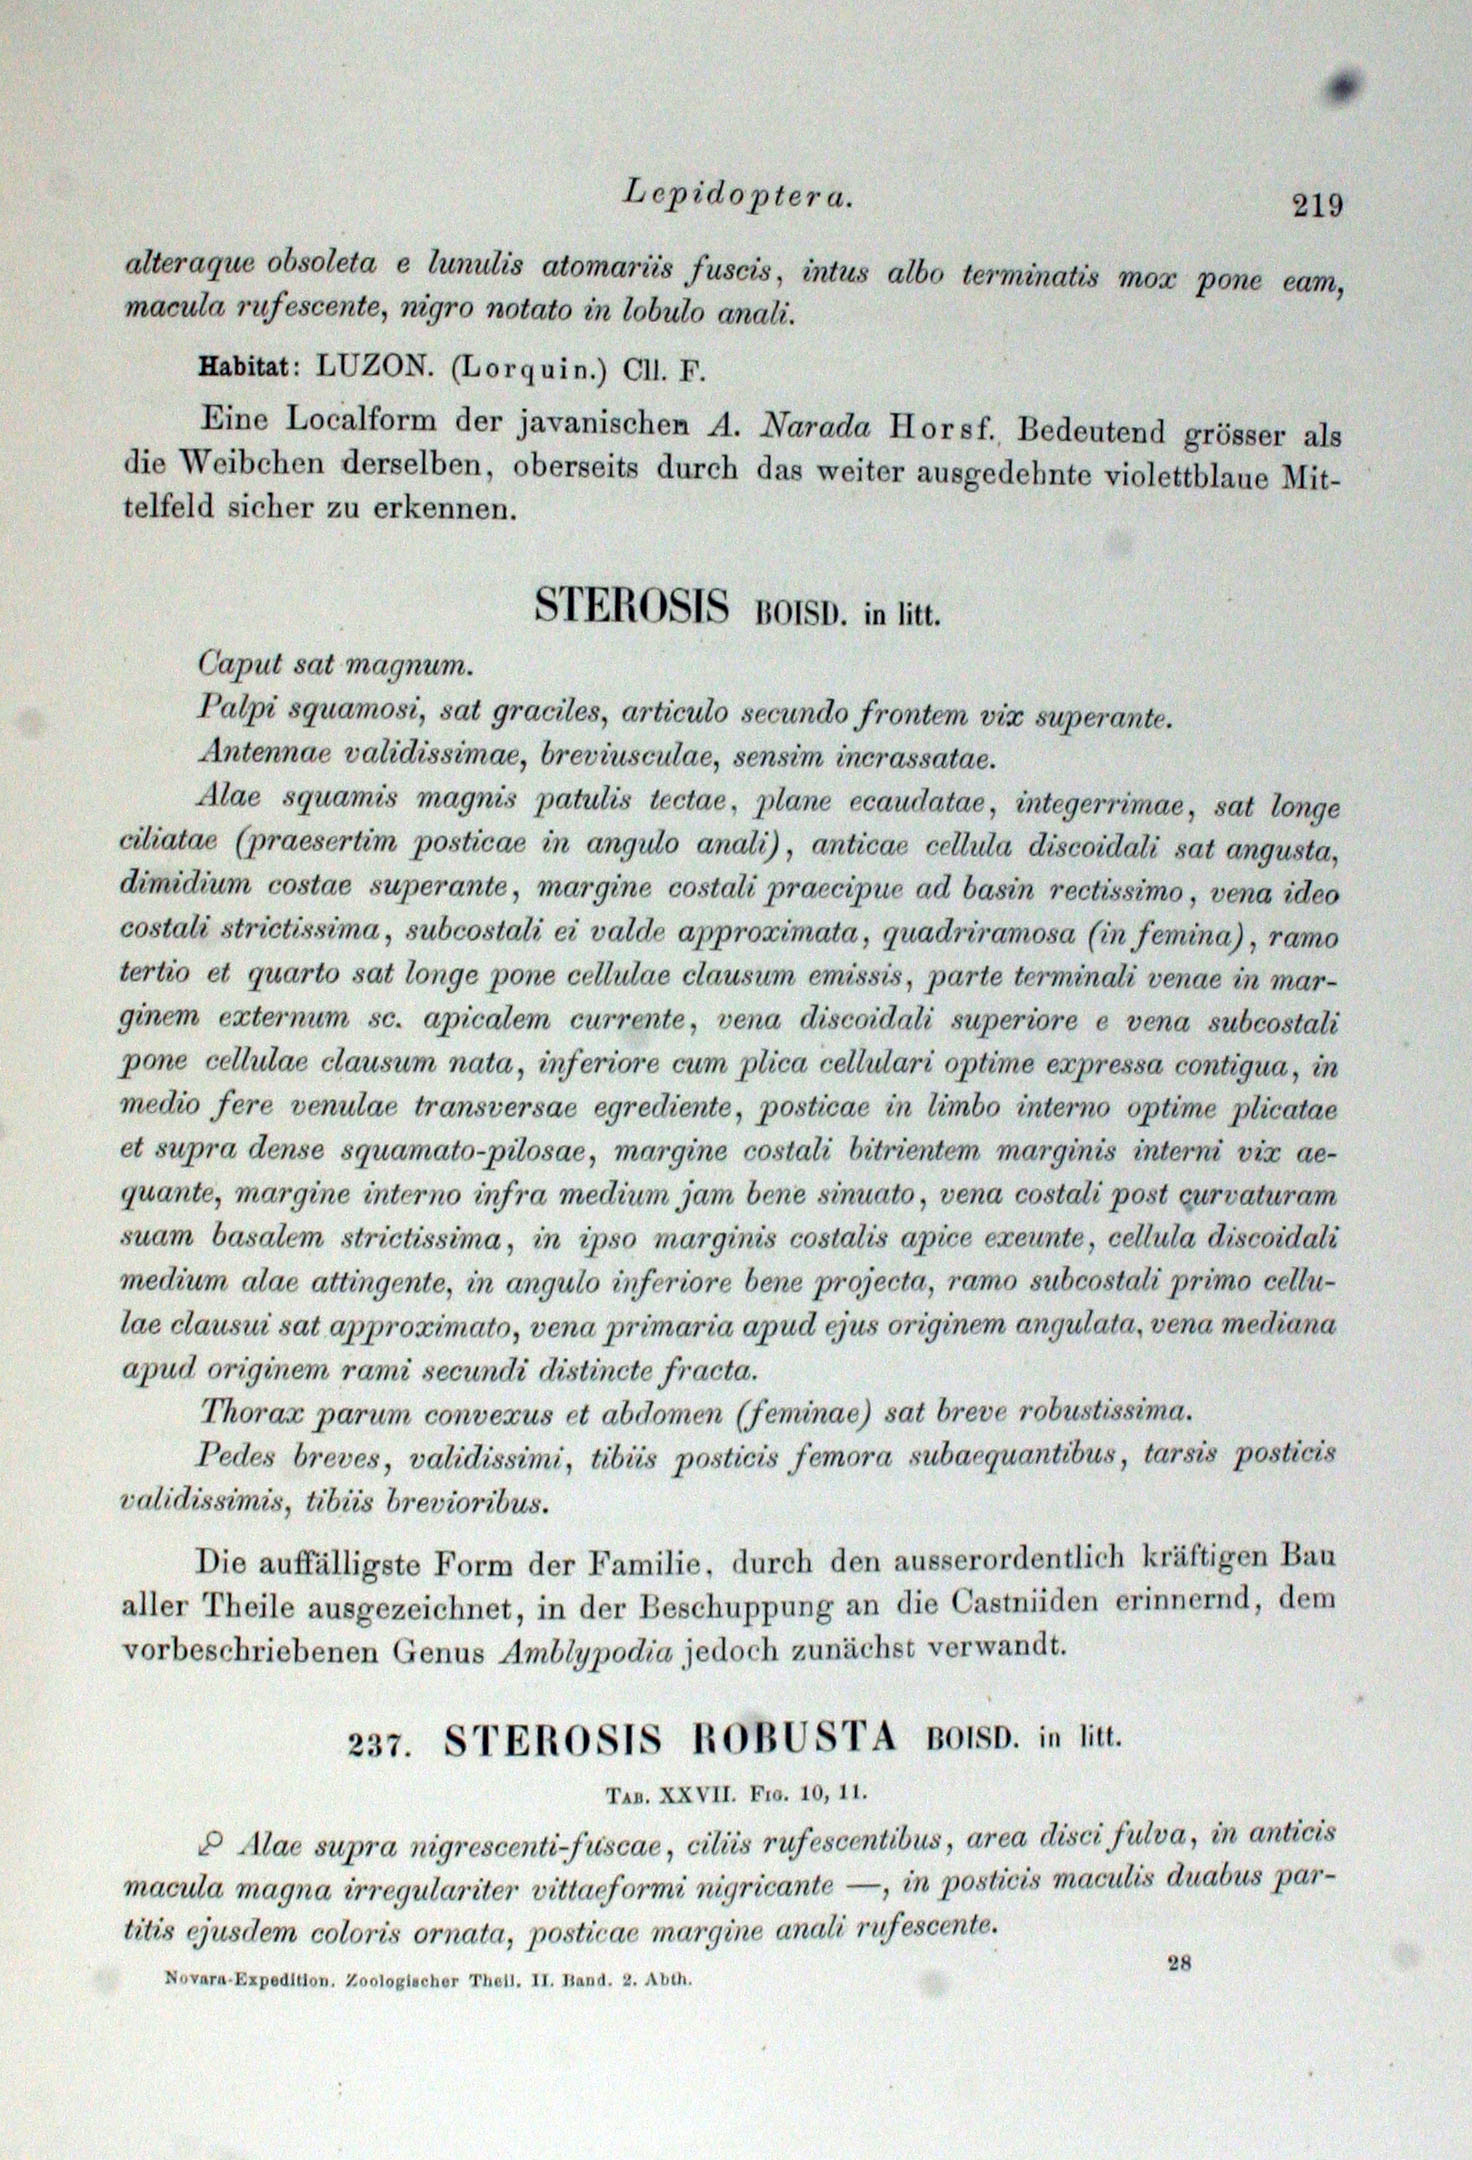 Lepidoptera.
219
alteraque obsoleta e lunulis atomariis fuscis, intus albo terminatis mox pone eam,
macula rufescente, nigro notato in lobulo anali.
Habitat: LUZON. (Lorquin.) Cll. F.
Eine Localform der javanischen A. Narada Horsf. Bedeutend grösser als
die Weibchen derselben, oberseits durch das weiter ausgedehnte violettblaue Mit-
telfeld sicher zu erkennen.
STEROSIS BOISD. in litt.
Caput sat magnum.
Palpi squamosi, sat graciles, articulo secundo frontem vix superante.
Antennae validissimae, breviusculae, sensim incrassatae.
Alae squamis magnis patulis tectae, plane ecaudatae, integerrimae, sat longe
ciliatae (praesertim posticae in angulo anali), anticae cellula discoidali sat angusta,
dimidium costae superante, margine costali praecipue ad basin rectissimo, vena ideo
costali strictissima, subcostali ei valde approximata, quadriramosa (in femina), ramo
tertio et quarto sat longe pone cellulae clausum emissis, parte terminali venae in mar-
ginem externum sc. apicalem currente, vena discoidali superiore e vena subcostali
pone cellulae clausum nata, inferiore cum plica cellulari optime expressa contigua, in
medio fere venulae transversae egrediente, posticae in limbo interno optime plicatae
et supra dense squamato-pilosae, margine costali bitrientem marginis interni vix ae-
quante, margine interno infra medium jam bene sinuato, vena costali post curvaturam
suam basalem strictissima, in ipso marginis costalis apice exeunte, cellula discoidali
medium alae attingente, in angulo inferiore bene projecta, ramo subcostali primo cellu-
lae clausui sat approximato, vena primaria apud ejus originem angulata, vena mediana
apud originem rami secundi distincte fracta.
Thorax parum convexus et abdomen (feminae) sat breve robustissima.
Pedes breves, validissimi, tibiis posticis femora subaequantibus, tarsis posticis
validissimis, tibiis brevioribus.
Die auffälligste Form der Familie, durch den ausserordentlich kräftigen Bau
aller Theile ausgezeichnet, in der Beschuppung an die Castniiden erinnernd, dem
vorbeschriebenen Genus Amblypodia jedoch zunächst verwandt.
237. STEROSIS ROBUSTA BOISD. in litt.
TAB. XXVII. FIG. 10, 11.
♀ Alae supra nigrescenti-fuscae, ciliis rufescentibus, area disci fulva, in anticis
macula magna irregulariter vittaeformi nigricante —, in posticis maculis duabus par-
titis ejusdem coloris ornata, posticae margine anali rufescente.
Novara-Expedition. Zoologischer Theil. II. Band. 2. Abth.
28